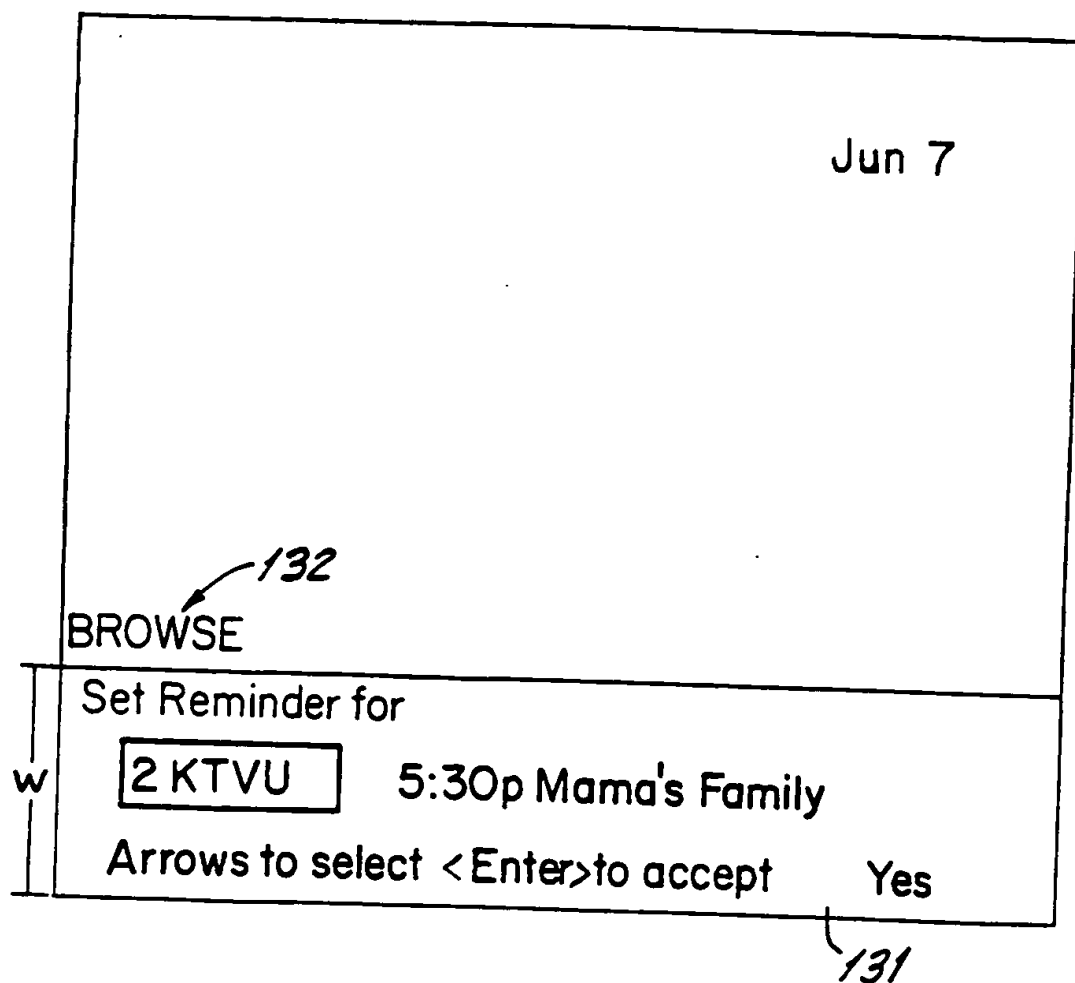 Jun 7
132
BROWSE
Set Reminder for
2 KTVU 5:30p Mama's Family
W
Arrows to select <Enter>to accept Yes
131